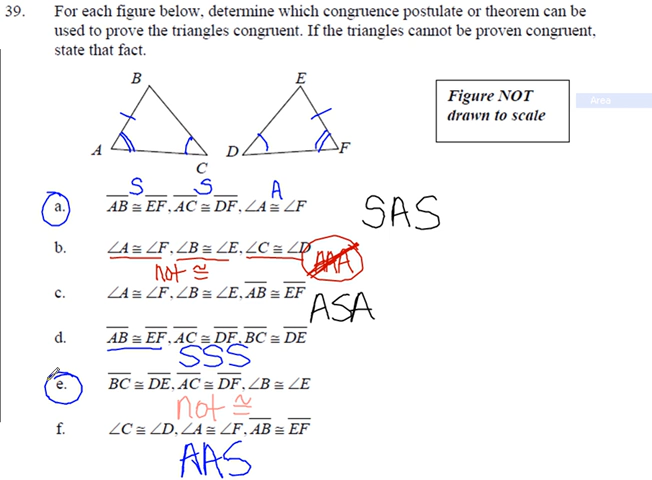 39. For each figure below, determine which congruence postulate or theorem can be
used to prove the triangles congruent. If the triangles cannot be proven congruent,
state that fact.
B E
Figure NOT
drawn to scale
Area
A C D F
S S A
a. AB ≅ EF, AC ≅ DF, ∠A ≅ ∠F SAS
b. ∠A ≅ ∠F, ∠B ≅ ∠E, ∠C ≅ ∠D AAA
not ≅
c. ∠A ≅ ∠F, ∠B ≅ ∠E, AB ≅ EF ASA
d. AB ≅ EF, AC ≅ DF, BC ≅ DE
SSS
e. BC ≅ DE, AC ≅ DF, ∠B ≅ ∠E
not ≅
f. ∠C ≅ ∠D, ∠A ≅ ∠F, AB ≅ EF
AAS